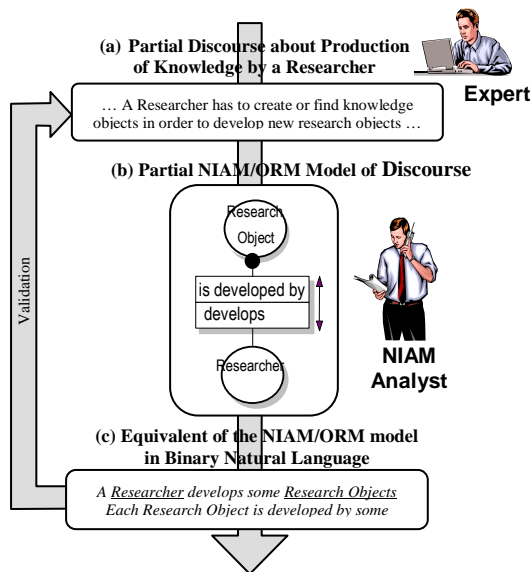 (a) Partial Discourse about Production
of Knowledge by a Researcher
Expert
… A Researcher has to create or find knowledge
objects in order to develop new research objects …
(b) Partial NIAM/ORM Model of Discourse
Research
Object
is developed by
develops
Researcher
NIAM
Analyst
Validation
(c) Equivalent of the NIAM/ORM model
in Binary Natural Language
A Researcher develops some Research Objects
Each Research Object is developed by some